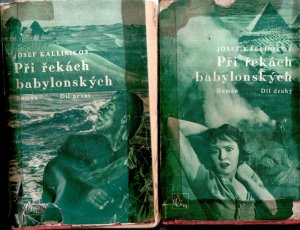 JOSEF KALLINIKOV
Při řekách
babylonských
Román Díl první
JOSEF KALLINIKOV
Při řekách
babylonských
Román Díl druhý